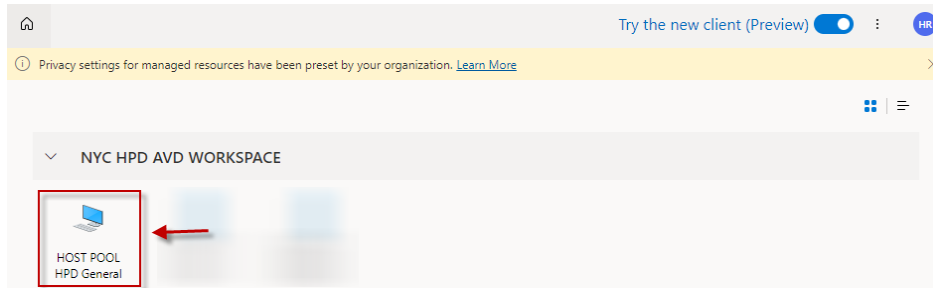 Try the new client (Preview)
HR
Privacy settings for managed resources have been preset by your organization. Learn More
NYC HPD AVD WORKSPACE
HOST POOL
HPD General